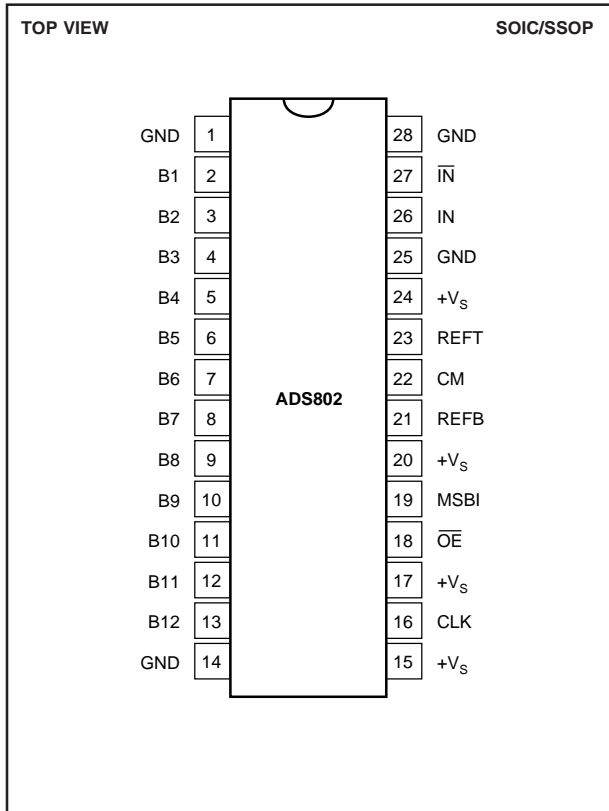 TOP VIEW SOIC/SSOP
GND 1 28 GND
B1 2 27 I̅N̅
B2 3 26 IN
B3 4 25 GND
B4 5 24 +VS
B5 6 23 REFT
B6 7 22 CM
ADS802
B7 8 21 REFB
B8 9 20 +VS
B9 10 19 MSBI
B10 11 18 O̅E̅
B11 12 17 +VS
B12 13 16 CLK
GND 14 15 +VS